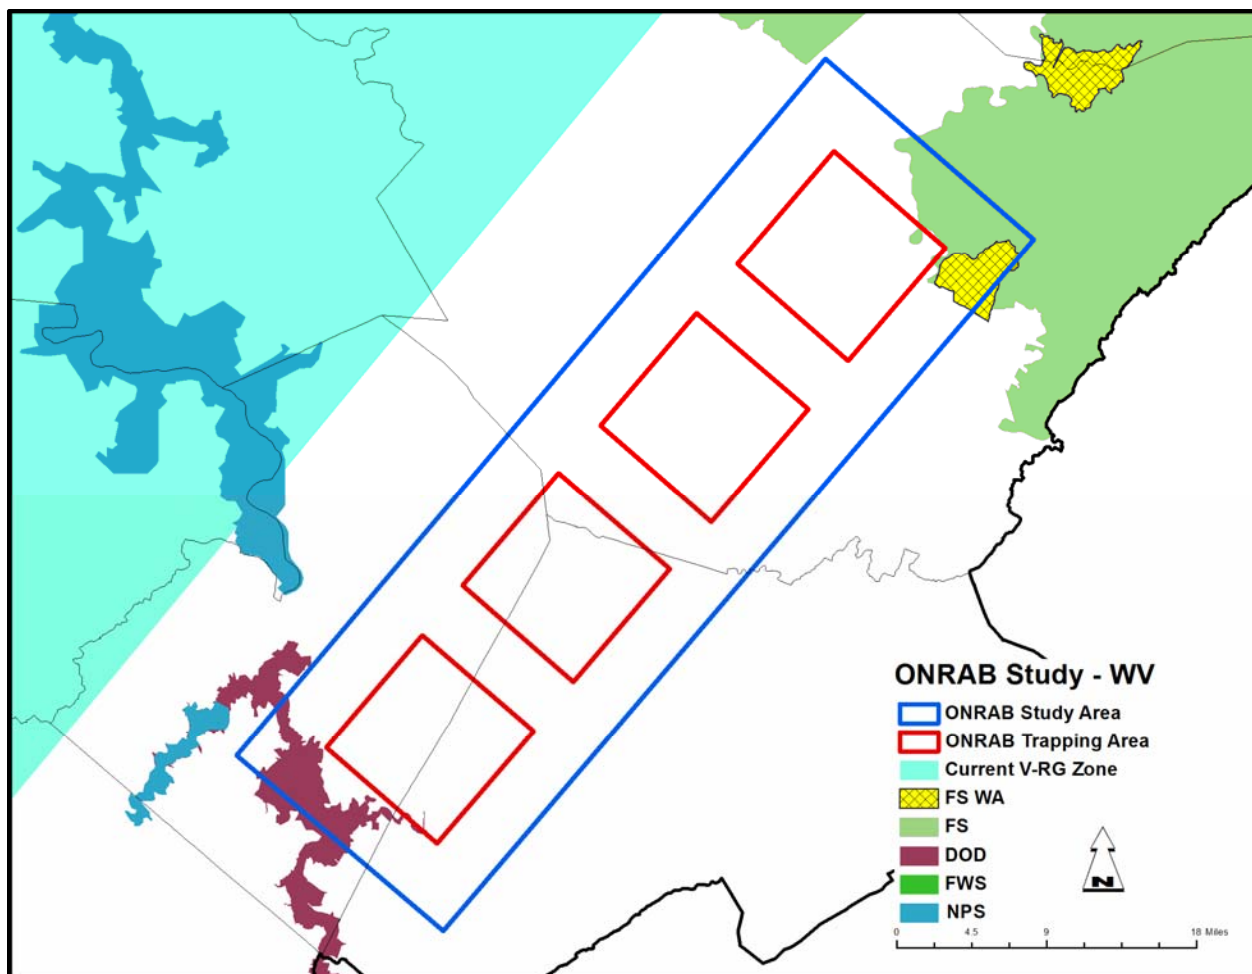 ONRAB Study - WV
ONRAB Study Area
ONRAB Trapping Area
Current V-RG Zone
FS WA
FS
DOD
FWS
NPS
N
0 4.5 9 18 Miles